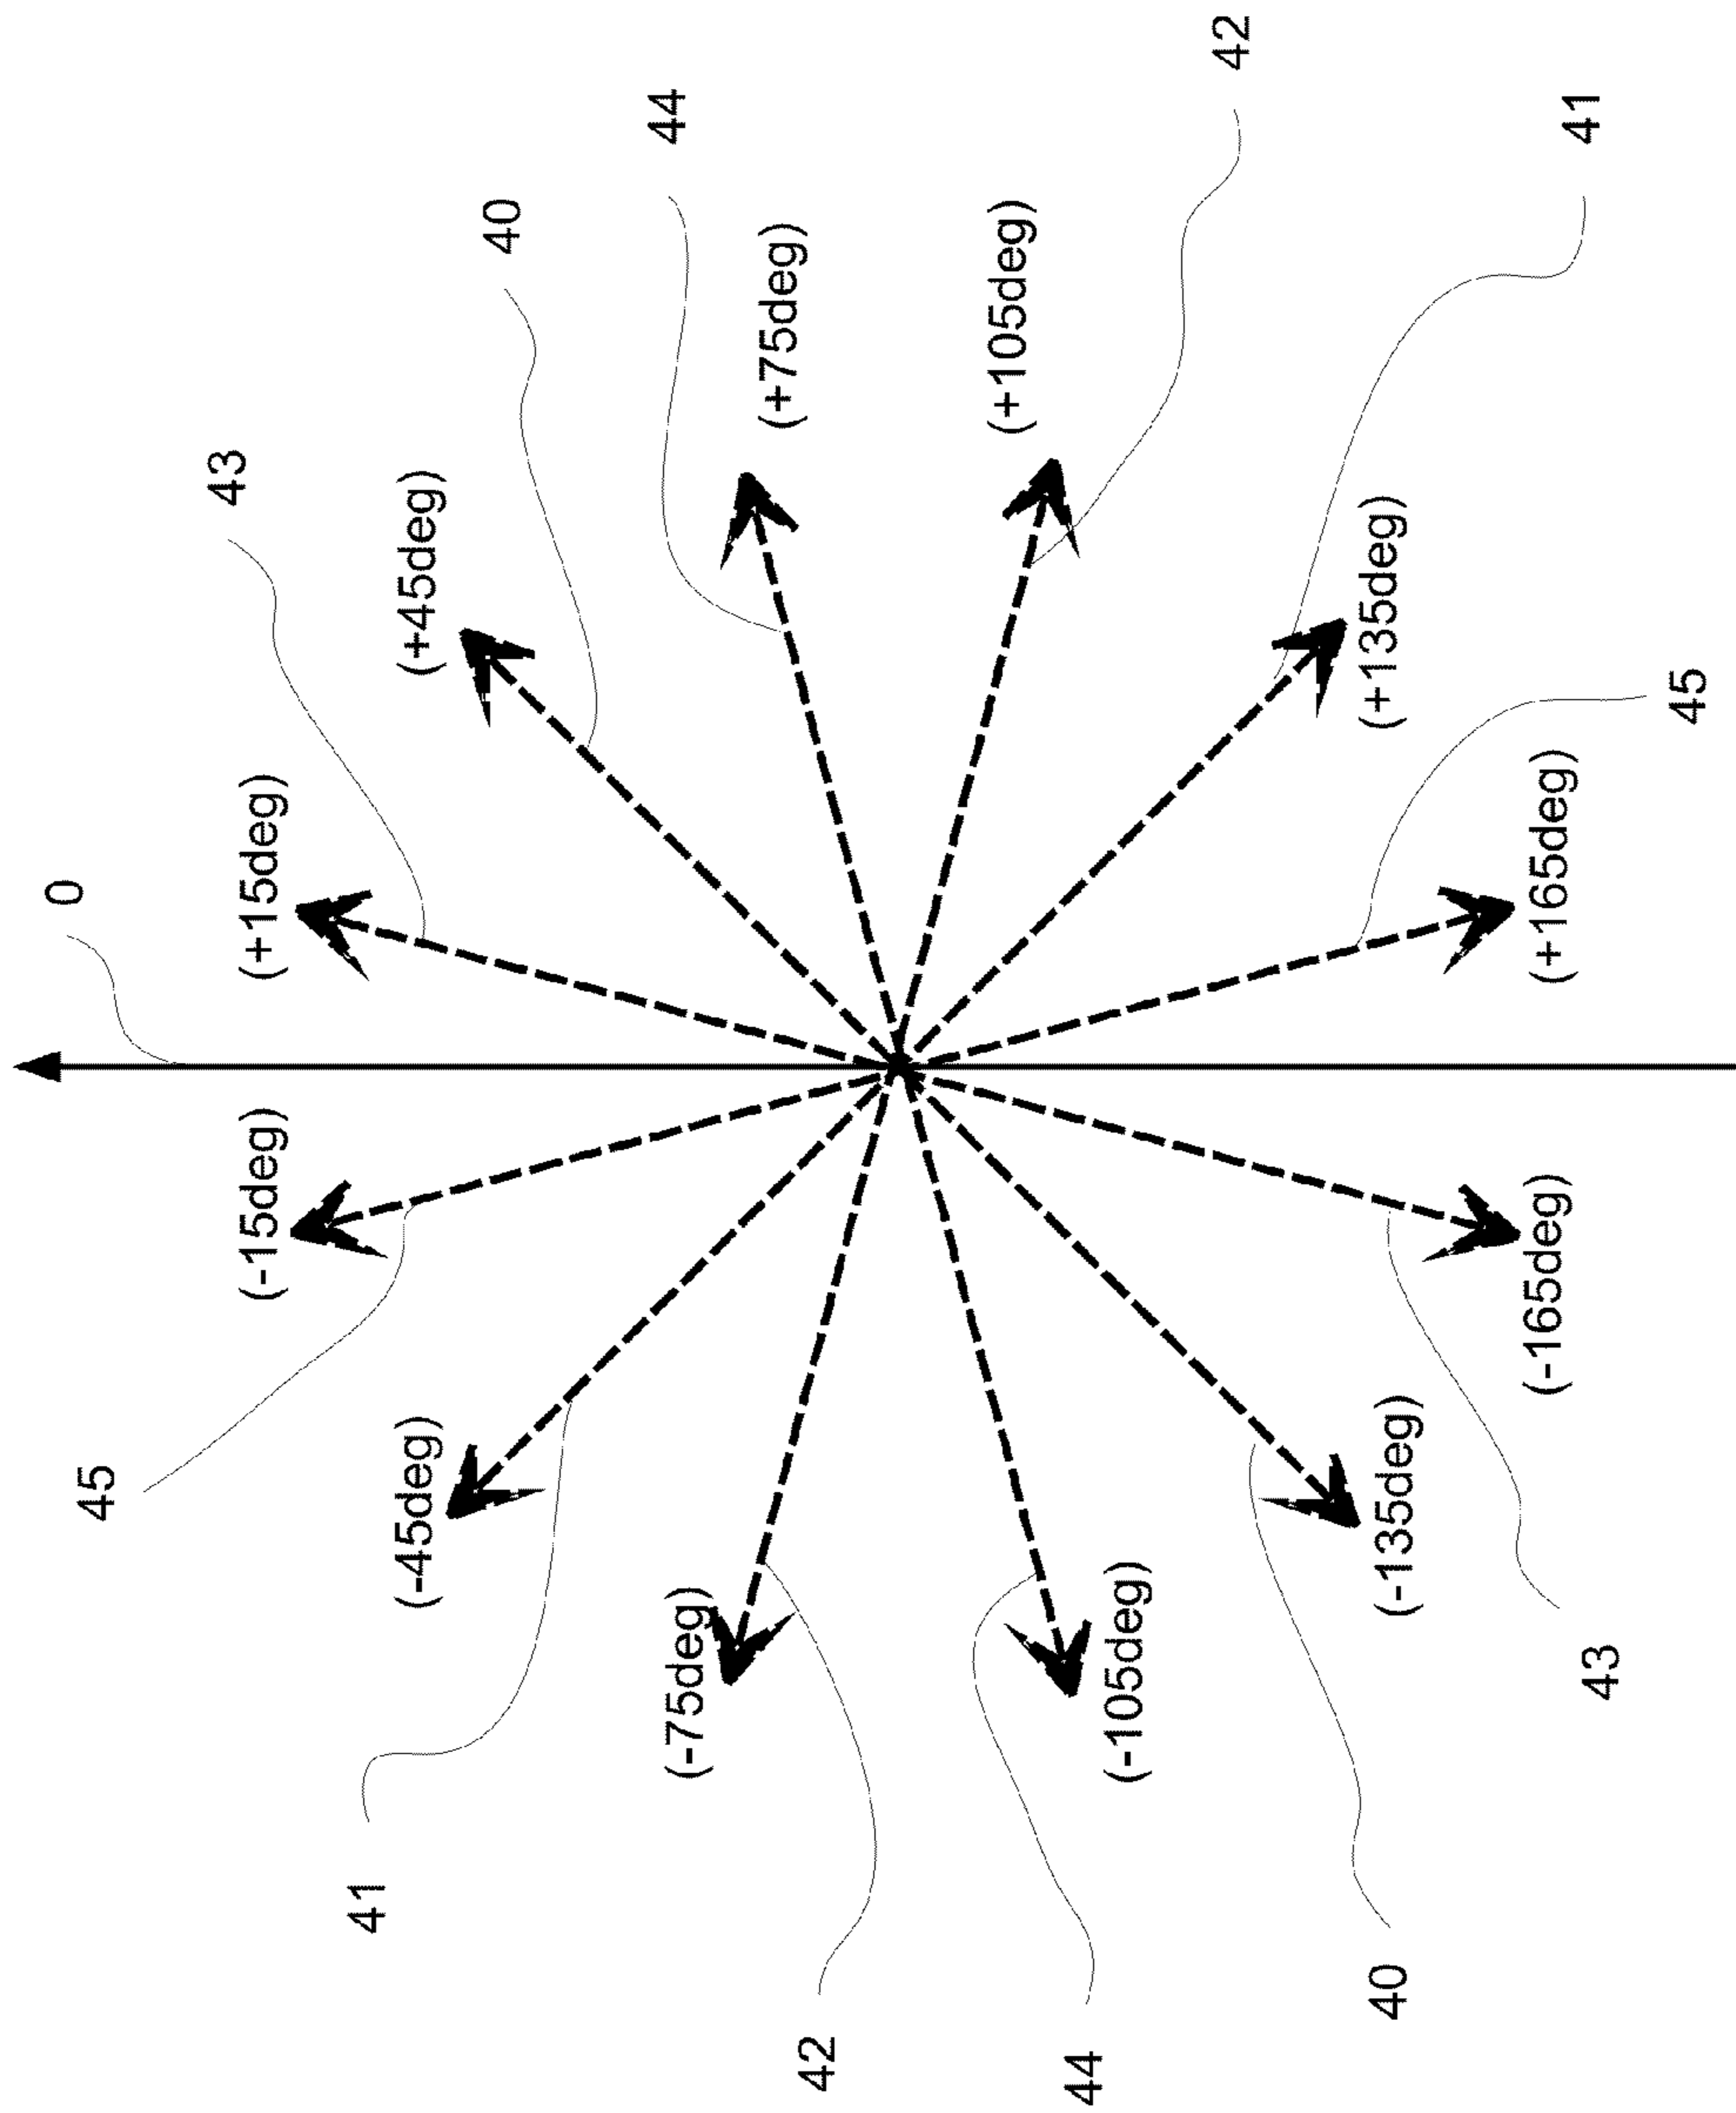 0
(+15deg)
43
(+45deg)
40
44
(+75deg)
(+105deg)
42
(+135deg)
41
(+165deg)
45
(-165deg)
43
(-135deg)
40
(-105deg)
44
(-75deg)
42
(-45deg)
41
(-15deg)
45